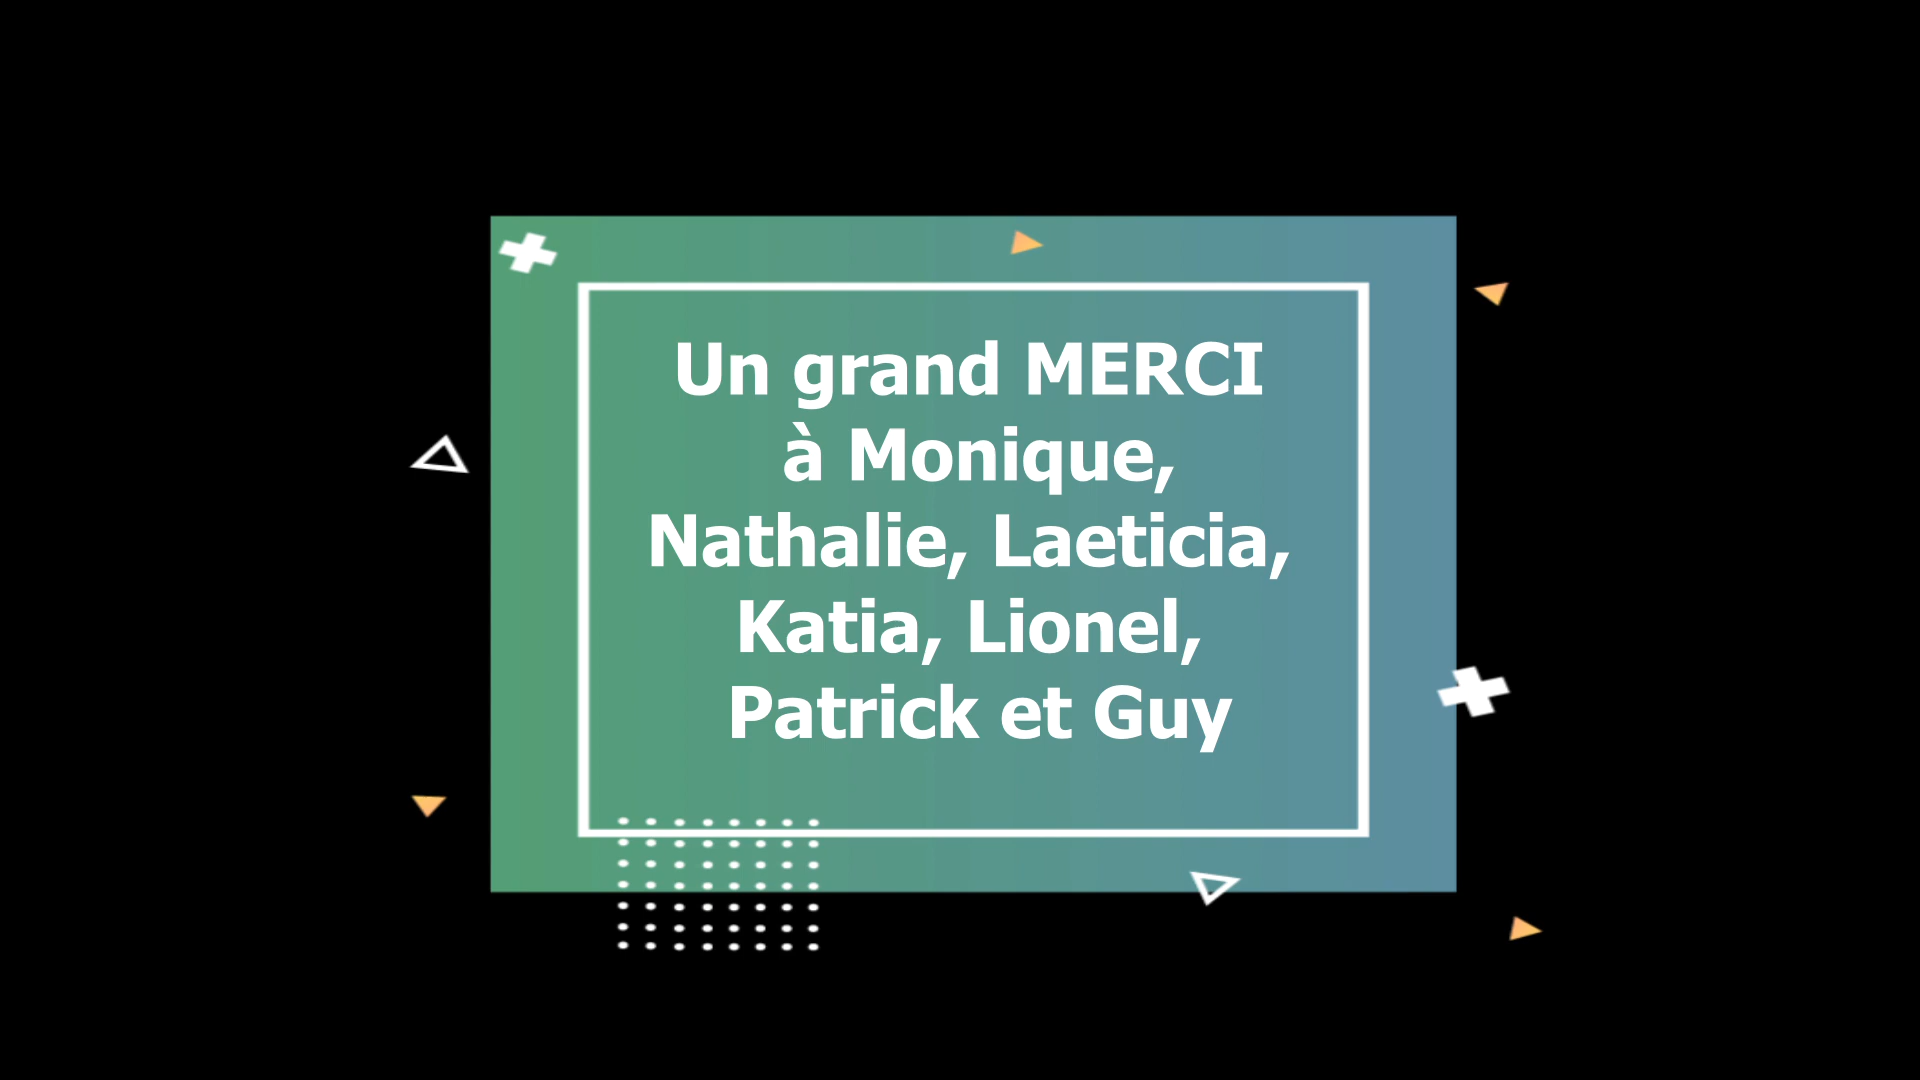 Un grand MERCI
à Monique,
Nathalie, Laeticia,
Katia, Lionel,
Patrick et Guy